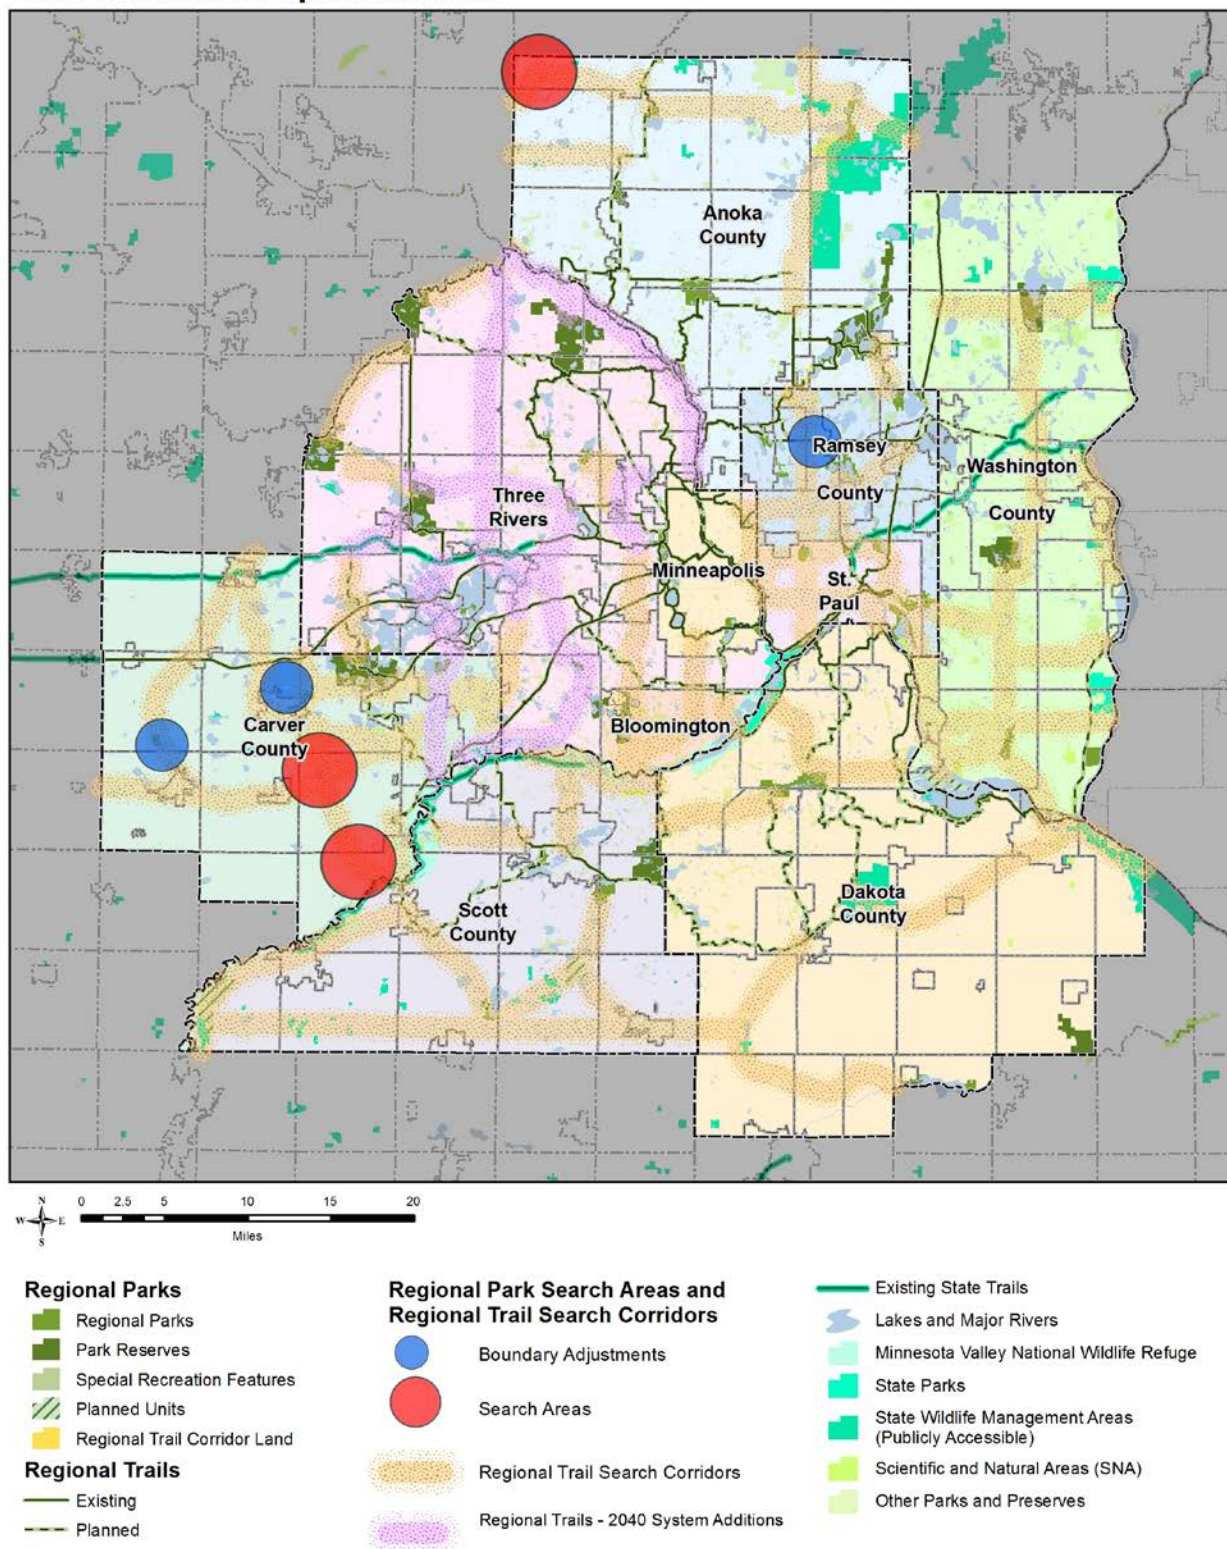 Anoka
County
Ramsey
County
Washington
County
Three
Rivers
Minneapolis
St.
Paul
Bloomington
Carver
County
Scott
County
Dakota
County
N
W E
S
0 2.5 5 10 15 20
Miles
Regional Parks
Regional Parks
Park Reserves
Special Recreation Features
Planned Units
Regional Trail Corridor Land
Regional Trails
Existing
Planned
Regional Park Search Areas and
Regional Trail Search Corridors
Boundary Adjustments
Search Areas
Regional Trail Search Corridors
Regional Trails - 2040 System Additions
Existing State Trails
Lakes and Major Rivers
Minnesota Valley National Wildlife Refuge
State Parks
State Wildlife Management Areas
(Publicly Accessible)
Scientific and Natural Areas (SNA)
Other Parks and Preserves